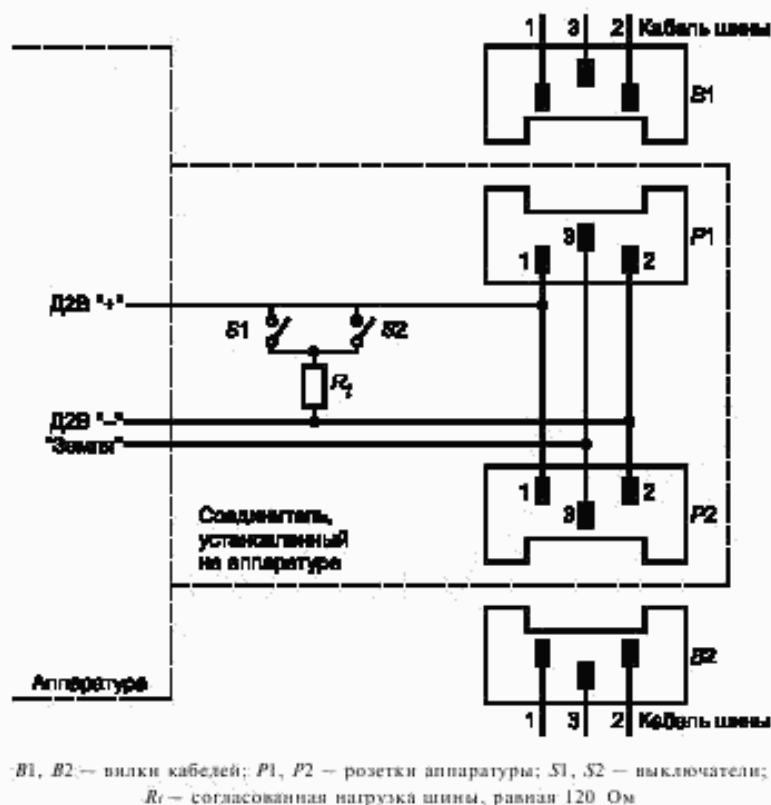 1 3 2 Кабель шины
В1
3 Р1
1 2
Д2В "+"
S1 S2
Rt
Д2В "–"
"Земля"
1 2
3 Р2
Соединитель,
установленный
на аппаратуре
В2
Аппаратура
1 3 2 Кабель шины
В1, В2 — вилки кабелей; Р1, Р2 — розетки аппаратуры; S1, S2 — выключатели;
Rt — согласованная нагрузка шины, равная 120 Ом